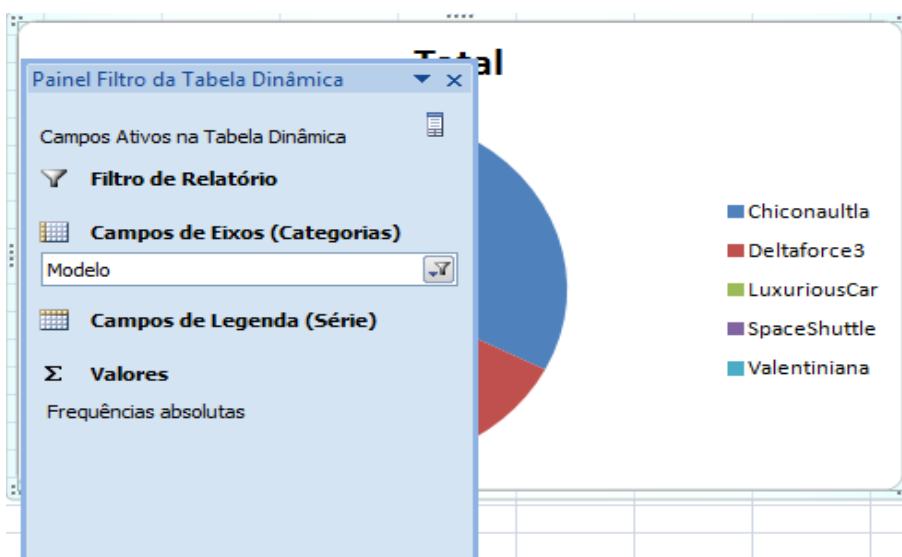 Total
Painel Filtro da Tabela Dinâmica
Campos Ativos na Tabela Dinâmica
Filtro de Relatório
Campos de Eixos (Categorias)
Modelo
Campos de Legenda (Série)
Σ Valores
Frequências absolutas
Chiconaultla
Deltaforce3
LuxuriousCar
SpaceShuttle
Valentiniana